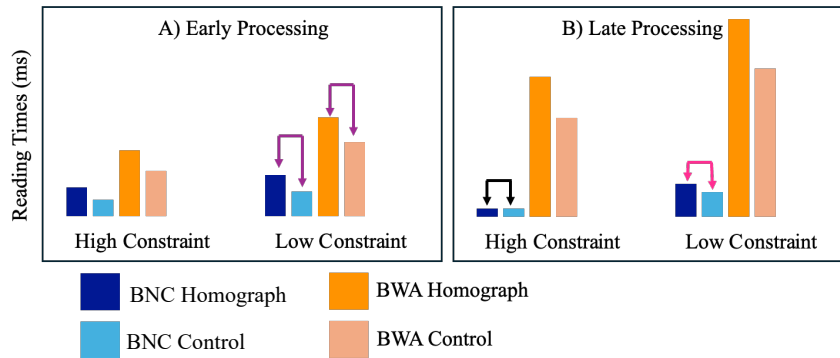 A) Early Processing
B) Late Processing
Reading Times (ms)
High Constraint
Low Constraint
High Constraint
Low Constraint
BNC Homograph
BWA Homograph
BNC Control
BWA Control